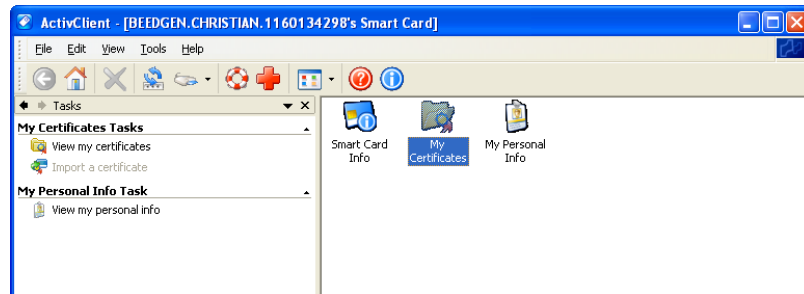 ActivClient - [BEEDGEN.CHRISTIAN.1160134298's Smart Card]
File Edit View Tools Help
Tasks
My Certificates Tasks
View my certificates
Import a certificate
My Personal Info Task
View my personal info
Smart Card
Info
My
Certificates
My Personal
Info